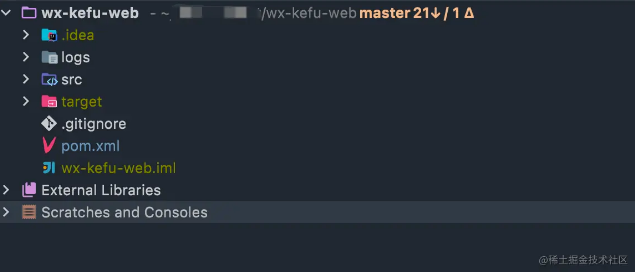 wx-kefu-web - ~ /wx-kefu-web master 21↓ / 1 Δ
.idea
logs
src
target
.gitignore
pom.xml
wx-kefu-web.iml
External Libraries
Scratches and Consoles
@稀土掘金技术社区